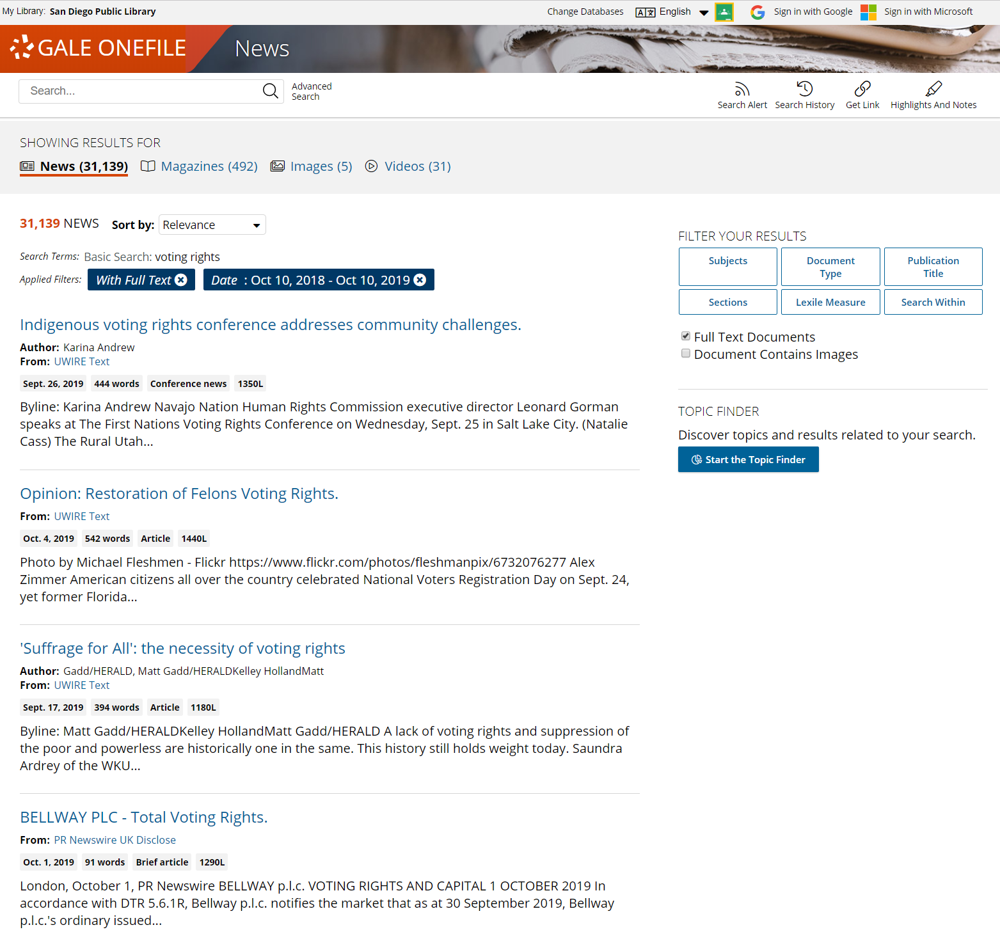 My Library: San Diego Public Library
Change Databases English Sign in with Google Sign in with Microsoft
GALE ONEFILE News
Search...
Advanced
Search
Search Alert Search History Get Link Highlights And Notes
SHOWING RESULTS FOR
News (31,139) Magazines (492) Images (5) Videos (31)
31,139 NEWS Sort by: Relevance
Search Terms: Basic Search: voting rights
Applied Filters: With Full Text Date : Oct 10, 2018 - Oct 10, 2019
Indigenous voting rights conference addresses community challenges.
Author: Karina Andrew
From: UWIRE Text
Sept. 26, 2019 444 words Conference news 1350L
Byline: Karina Andrew Navajo Nation Human Rights Commission executive director Leonard Gorman
speaks at The First Nations Voting Rights Conference on Wednesday, Sept. 25 in Salt Lake City. (Natalie
Cass) The Rural Utah...
Opinion: Restoration of Felons Voting Rights.
From: UWIRE Text
Oct. 4, 2019 542 words Article 1440L
Photo by Michael Fleshmen - Flickr https://www.flickr.com/photos/fleshmanpix/6732076277 Alex
Zimmer American citizens all over the country celebrated National Voters Registration Day on Sept. 24,
yet former Florida...
'Suffrage for All': the necessity of voting rights
Author: Gadd/HERALD, Matt Gadd/HERALDKelley HollandMatt
From: UWIRE Text
Sept. 17, 2019 394 words Article 1180L
Byline: Matt Gadd/HERALDKelley HollandMatt Gadd/HERALD A lack of voting rights and suppression of
the poor and powerless are historically one in the same. This history still holds weight today. Saundra
Ardrey of the WKU...
BELLWAY PLC - Total Voting Rights.
From: PR Newswire UK Disclose
Oct. 1, 2019 91 words Brief article 1290L
London, October 1, PR Newswire BELLWAY p.l.c. VOTING RIGHTS AND CAPITAL 1 OCTOBER 2019 In
accordance with DTR 5.6.1R, Bellway p.l.c. notifies the market that as at 30 September 2019, Bellway
p.l.c.'s ordinary issued...
FILTER YOUR RESULTS
Subjects
Document
Type
Publication
Title
Sections Lexile Measure Search Within
Full Text Documents
Document Contains Images
TOPIC FINDER
Discover topics and results related to your search.
Start the Topic Finder